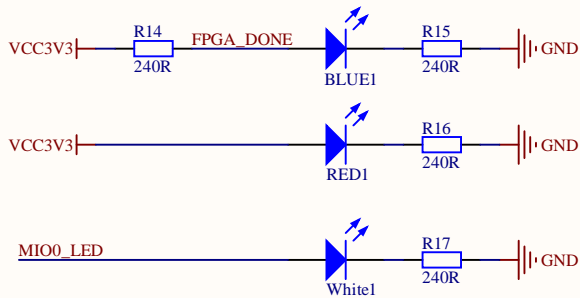 R14
FPGA_DONE
R15
VCC3V3
GND
240R
BLUE1
240R
R16
VCC3V3
GND
RED1
240R
R17
MIO0_LED
GND
White1
240R